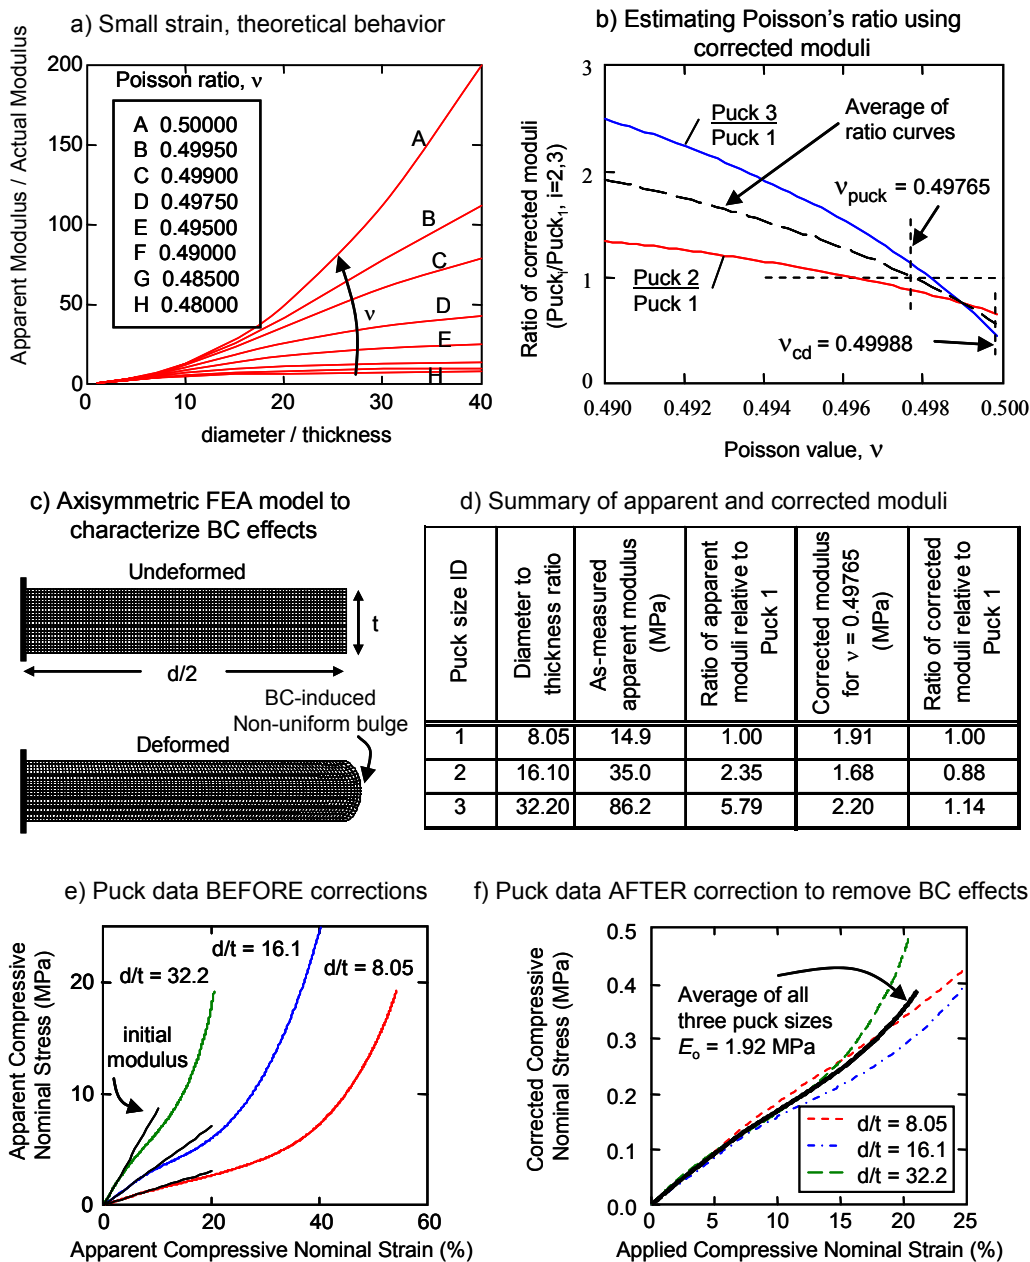 a) Small strain, theoretical behavior
Apparent Modulus / Actual Modulus
200
150
100
50
0
Poisson ratio, ν
A 0.50000
B 0.49950
C 0.49900
D 0.49750
E 0.49500
F 0.49000
G 0.48500
H 0.48000
A
B
C
D
E
H
ν
0
10
20
30
40
diameter / thickness
b) Estimating Poisson's ratio using
corrected moduli
Ratio of corrected moduli
(Puckᵢ/Puck₁, i=2,3)
3
2
1
0
Puck 3
Puck 1
Average of
ratio curves
ν_puck = 0.49765
Puck 2
Puck 1
ν_cd = 0.49988
0.490
0.492
0.494
0.496
0.498
0.500
Poisson value, ν
c) Axisymmetric FEA model to
characterize BC effects
Undeformed
t
d/2
BC-induced
Non-uniform bulge
Deformed
d) Summary of apparent and corrected moduli
Puck size ID
Diameter to
thickness ratio
As-measured
apparent modulus
(MPa)
Ratio of apparent
moduli relative to
Puck 1
Corrected modulus
for ν = 0.49765
(MPa)
Ratio of corrected
moduli relative to
Puck 1
1 8.05 14.9 1.00 1.91 1.00
2 16.10 35.0 2.35 1.68 0.88
3 32.20 86.2 5.79 2.20 1.14
e) Puck data BEFORE corrections
Apparent Compressive
Nominal Stress (MPa)
20
10
0
d/t = 32.2
d/t = 16.1
d/t = 8.05
initial
modulus
0
20
40
60
Apparent Compressive Nominal Strain (%)
f) Puck data AFTER correction to remove BC effects
Corrected Compressive
Nominal Stress (MPa)
0.5
0.4
0.3
0.2
0.1
0.0
Average of all
three puck sizes
Eₒ = 1.92 MPa
d/t = 8.05
d/t = 16.1
d/t = 32.2
0
5
10
15
20
25
Applied Compressive Nominal Strain (%)